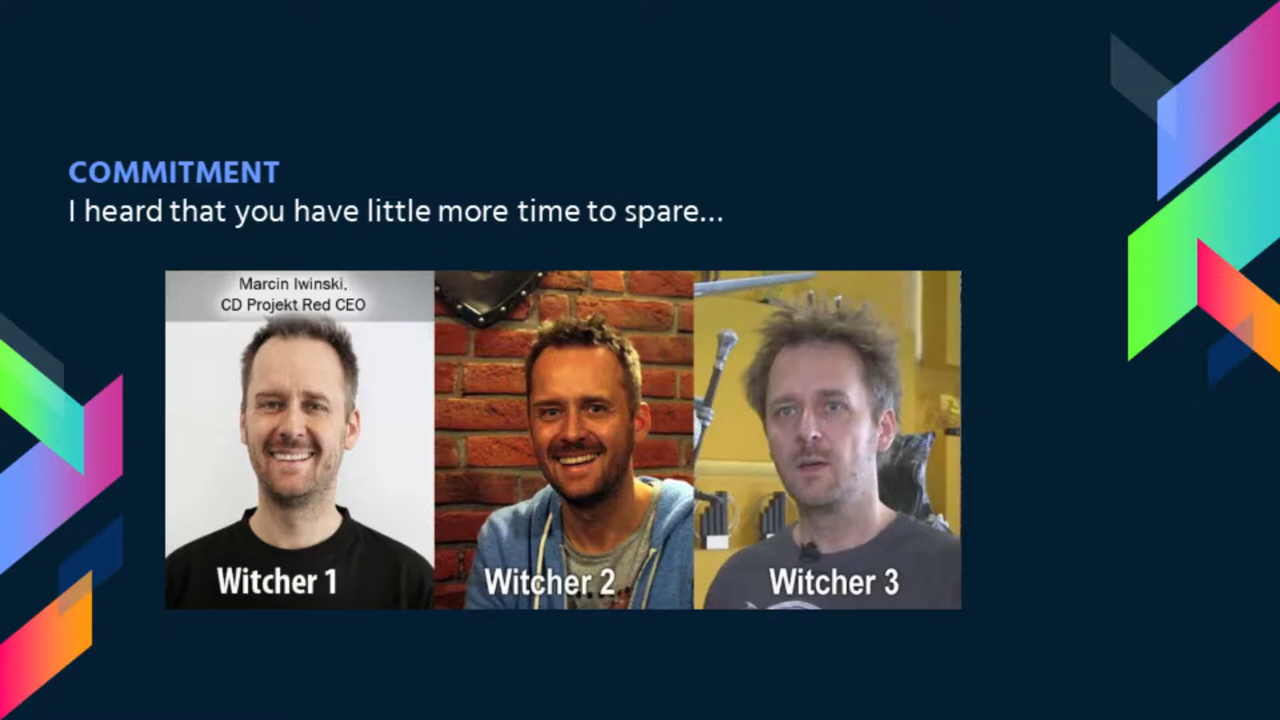 COMMITMENT
I heard that you have little more time to spare...
Marcin Iwinski,
CD Projekt Red CEO
Witcher 1
Witcher 2
Witcher 3